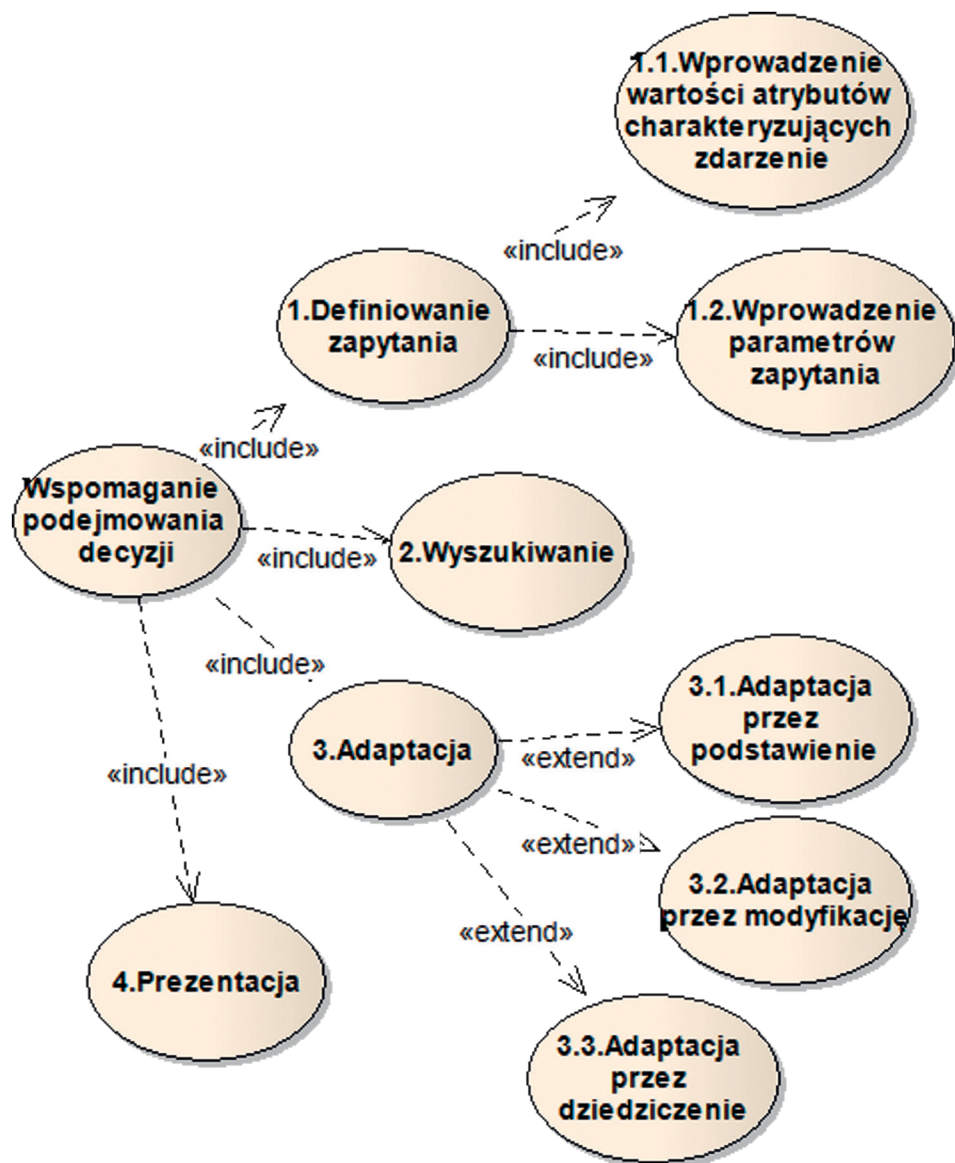 1.1.Wprowadzenie
wartości atrybutów
charakteryzujących
zdarzenie
«include»
1.Definiowanie
zapytania
«include»
1.2.Wprowadzenie
parametrów
zapytania
«include»
Wspomaganie
podejmowania
decyzji
«include»
2.Wyszukiwanie
«include»
3.Adaptacja
«extend»
3.1.Adaptacja
przez
podstawienie
«extend»
3.2.Adaptacja
przez modyfikację
«include»
4.Prezentacja
«extend»
3.3.Adaptacja
przez
dziedziczenie